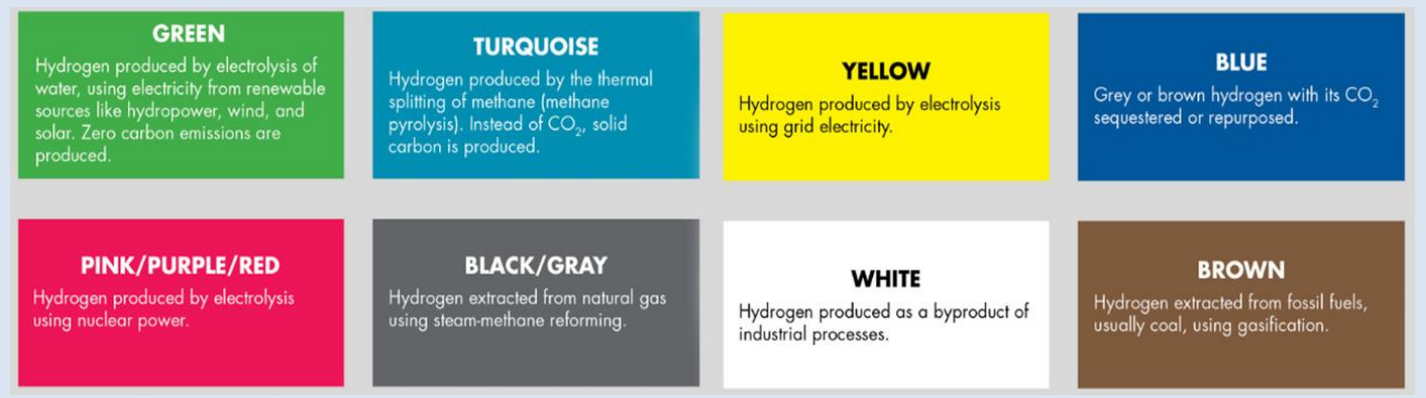 GREEN
Hydrogen produced by electrolysis of
water, using electricity from renewable
sources like hydropower, wind, and
solar. Zero carbon emissions are
produced.
TURQUOISE
Hydrogen produced by the thermal
splitting of methane (methane
pyrolysis). Instead of CO₂, solid
carbon is produced.
YELLOW
Hydrogen produced by electrolysis
using grid electricity.
BLUE
Grey or brown hydrogen with its CO₂
sequestered or repurposed.
PINK/PURPLE/RED
Hydrogen produced by electrolysis
using nuclear power.
BLACK/GRAY
Hydrogen extracted from natural gas
using steam-methane reforming.
WHITE
Hydrogen produced as a byproduct of
industrial processes.
BROWN
Hydrogen extracted from fossil fuels,
usually coal, using gasification.